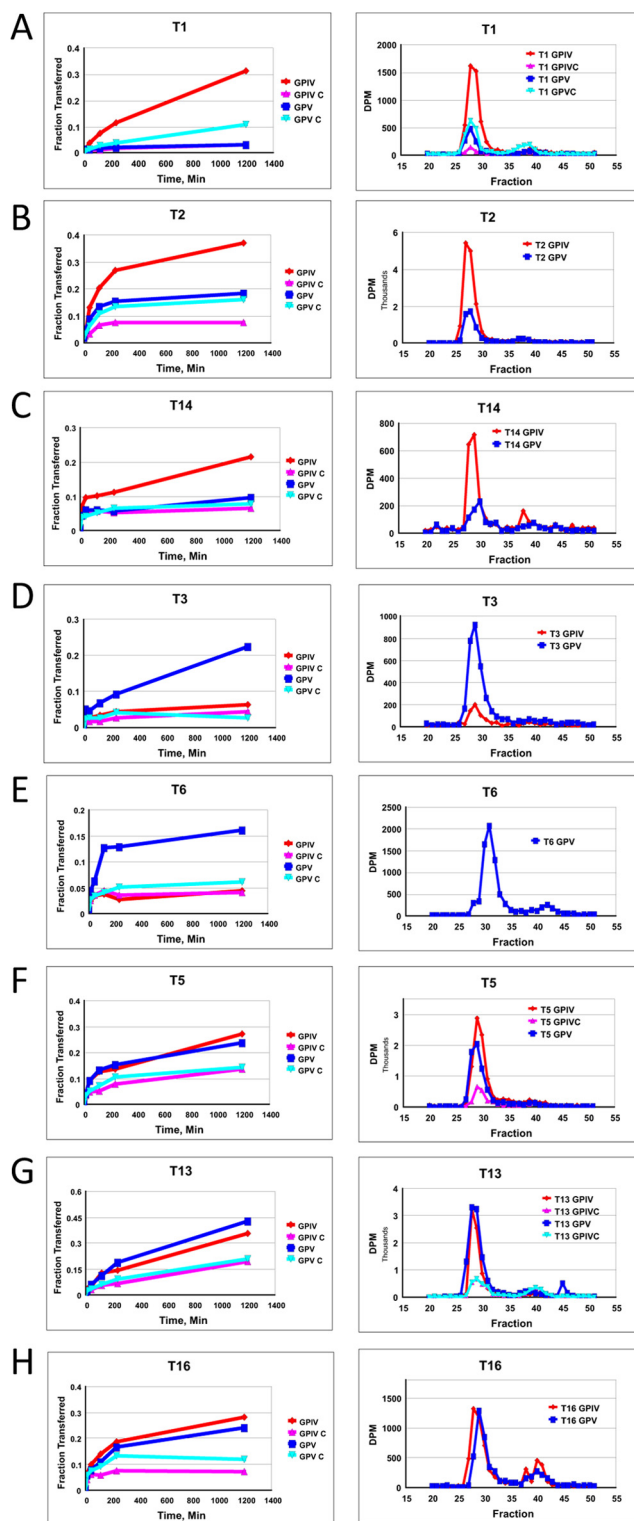 A
T1
Fraction Transferred
0.4
0.3
0.2
0.1
0
0 200 400 600 800 1000 1200 1400
Time, Min
GPIV
GPIV C
GPV
GPV C
T1
DPM
2000
1500
1000
500
0
15 20 25 30 35 40 45 50 55
Fraction
T1 GPIV
T1 GPIVC
T1 GPV
T1 GPVC
B
T2
Fraction Transferred
0.4
0.3
0.2
0.1
0
0 200 400 600 800 1000 1200 1400
Time, Min
GPIV
GPIV C
GPV
GPV C
T2
DPM
Thousands
6
4
2
0
15 20 25 30 35 40 45 50 55
Fraction
T2 GPIV
T2 GPV
C
T14
Fraction Transferred
0.3
0.2
0.1
0
0 200 400 600 800 1000 1200 1400
Time, Min
GPIV
GPIV C
GPV
GPV C
T14
DPM
800
600
400
200
0
15 20 25 30 35 40 45 50 55
Fraction
T14 GPIV
T14 GPV
D
T3
Fraction Transferred
0.3
0.2
0.1
0
0 200 400 600 800 1000 1200 1400
Time, Min
GPIV
GPIV C
GPV
GPV C
T3
DPM
1000
800
600
400
200
0
15 20 25 30 35 40 45 50 55
Fraction
T3 GPIV
T3 GPV
E
T6
Fraction Transferred
0.2
0.15
0.1
0.05
0
0 200 400 600 800 1000 1200 1400
Time, Min
GPIV
GPIV C
GPV
GPV C
T6
DPM
2500
2000
1500
1000
500
0
15 20 25 30 35 40 45 50 55
Fraction
T6 GPV
F
T5
Fraction Transferred
0.4
0.3
0.2
0.1
0
0 200 400 600 800 1000 1200 1400
Time, Min
GPIV
GPIV C
GPV
GPV C
T5
DPM
Thousands
3
2
1
0
15 20 25 30 35 40 45 50 55
Fraction
T5 GPIV
T5 GPIVC
T5 GPV
G
T13
Fraction Transferred
0.6
0.45
0.3
0.15
0
0 200 400 600 800 1000 1200 1400
Time, Min
GPIV
GPIV C
GPV
GPV C
T13
DPM
Thousands
4
3
2
1
0
15 20 25 30 35 40 45 50 55
Fraction
T13 GPIV
T13 GPIVC
T13 GPV
T13 GPIVC
H
T16
Fraction Transferred
0.4
0.3
0.2
0.1
0
0 200 400 600 800 1000 1200 1400
Time, Min
GPIV
GPIV C
GPV
GPV C
T16
DPM
1500
1000
500
0
15 20 25 30 35 40 45 50 55
Fraction
T16 GPIV
T16 GPV